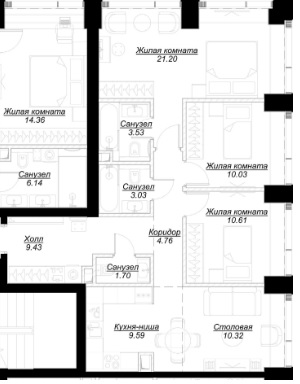 Жилая комната
21.20
Жилая комната
14.36
Санузел
3.53
Жилая комната
10.03
Санузел
6.14
Санузел
3.03
Жилая комната
10.61
Холл
9.43
Коридор
4.76
Санузел
1.70
Кухня-ниша
9.59
Столовая
10.32